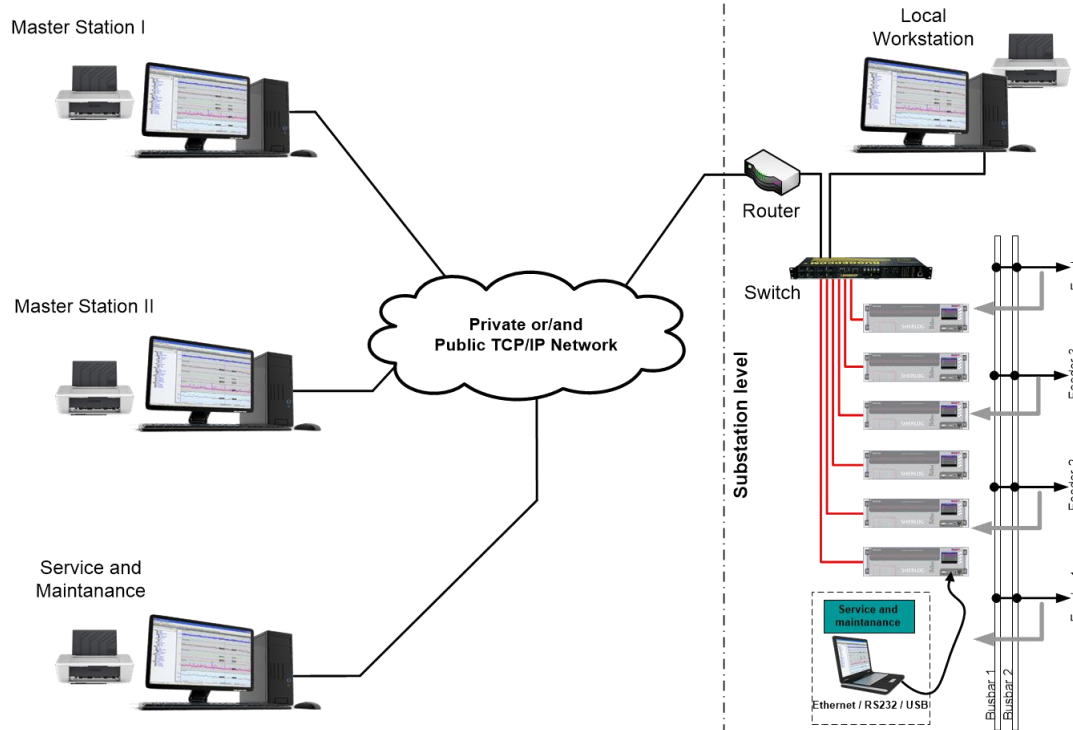 Master Station I
Local
Workstation
Router
Master Station II
Switch
Private or/and
Public TCP/IP Network
Substation level
Service and
Maintanance
Service and
maintanance
Ethernet / RS232 / USB
Busbar 1
Busbar 2